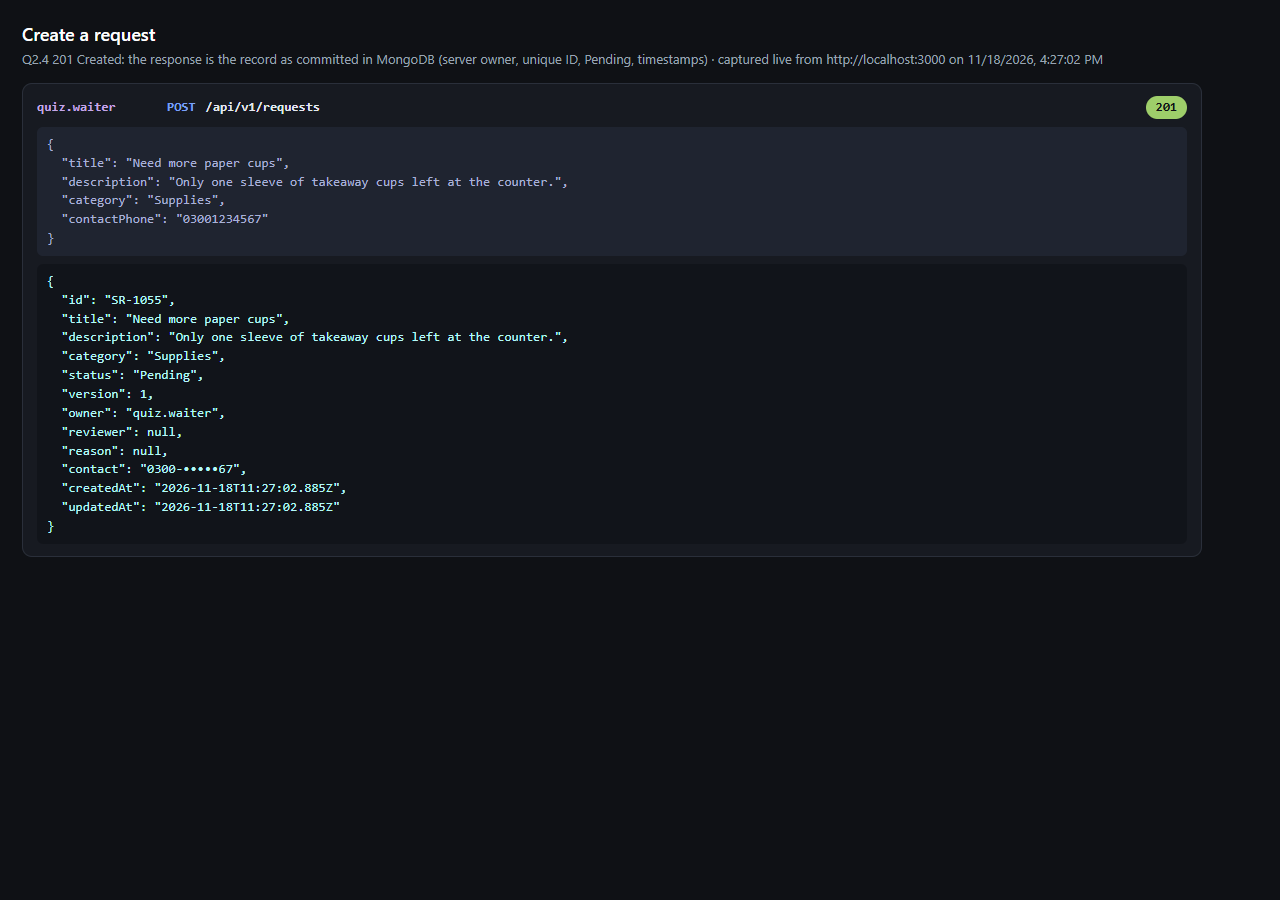 Create a request
Q2.4 201 Created: the response is the record as committed in MongoDB (server owner, unique ID, Pending, timestamps) · captured live from http://localhost:3000 on 11/18/2026, 4:27:02 PM
quiz.waiter POST /api/v1/requests 201
{
  "title": "Need more paper cups",
  "description": "Only one sleeve of takeaway cups left at the counter.",
  "category": "Supplies",
  "contactPhone": "03001234567"
}
{
  "id": "SR-1055",
  "title": "Need more paper cups",
  "description": "Only one sleeve of takeaway cups left at the counter.",
  "category": "Supplies",
  "status": "Pending",
  "version": 1,
  "owner": "quiz.waiter",
  "reviewer": null,
  "reason": null,
  "contact": "0300-•••••67",
  "createdAt": "2026-11-18T11:27:02.885Z",
  "updatedAt": "2026-11-18T11:27:02.885Z"
}